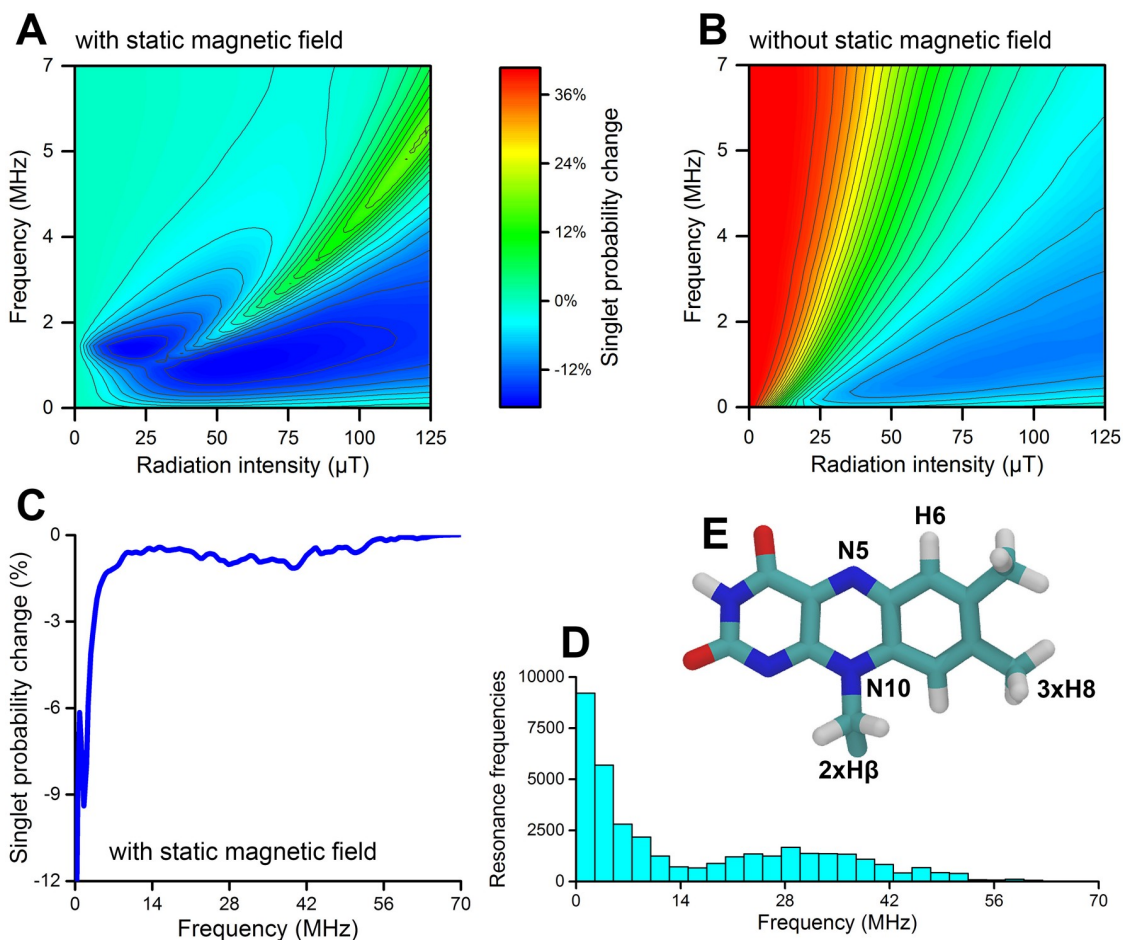 A
with static magnetic field
7
5
4
2
0
Frequency (MHz)
0 25 50 75 100 125
Radiation intensity (µT)
36%
24%
12%
0%
-12%
Singlet probability change
B
without static magnetic field
7
5
4
2
0
Frequency (MHz)
0 25 50 75 100 125
Radiation intensity (µT)
C
0
-3
-6
-9
-12
Singlet probability change (%)
with static magnetic field
0 14 28 42 56 70
Frequency (MHz)
D
10000
7500
5000
2500
0
Resonance frequencies
0 14 28 42 56 70
Frequency (MHz)
E
H6
N5
N10
3xH8
2xHβ